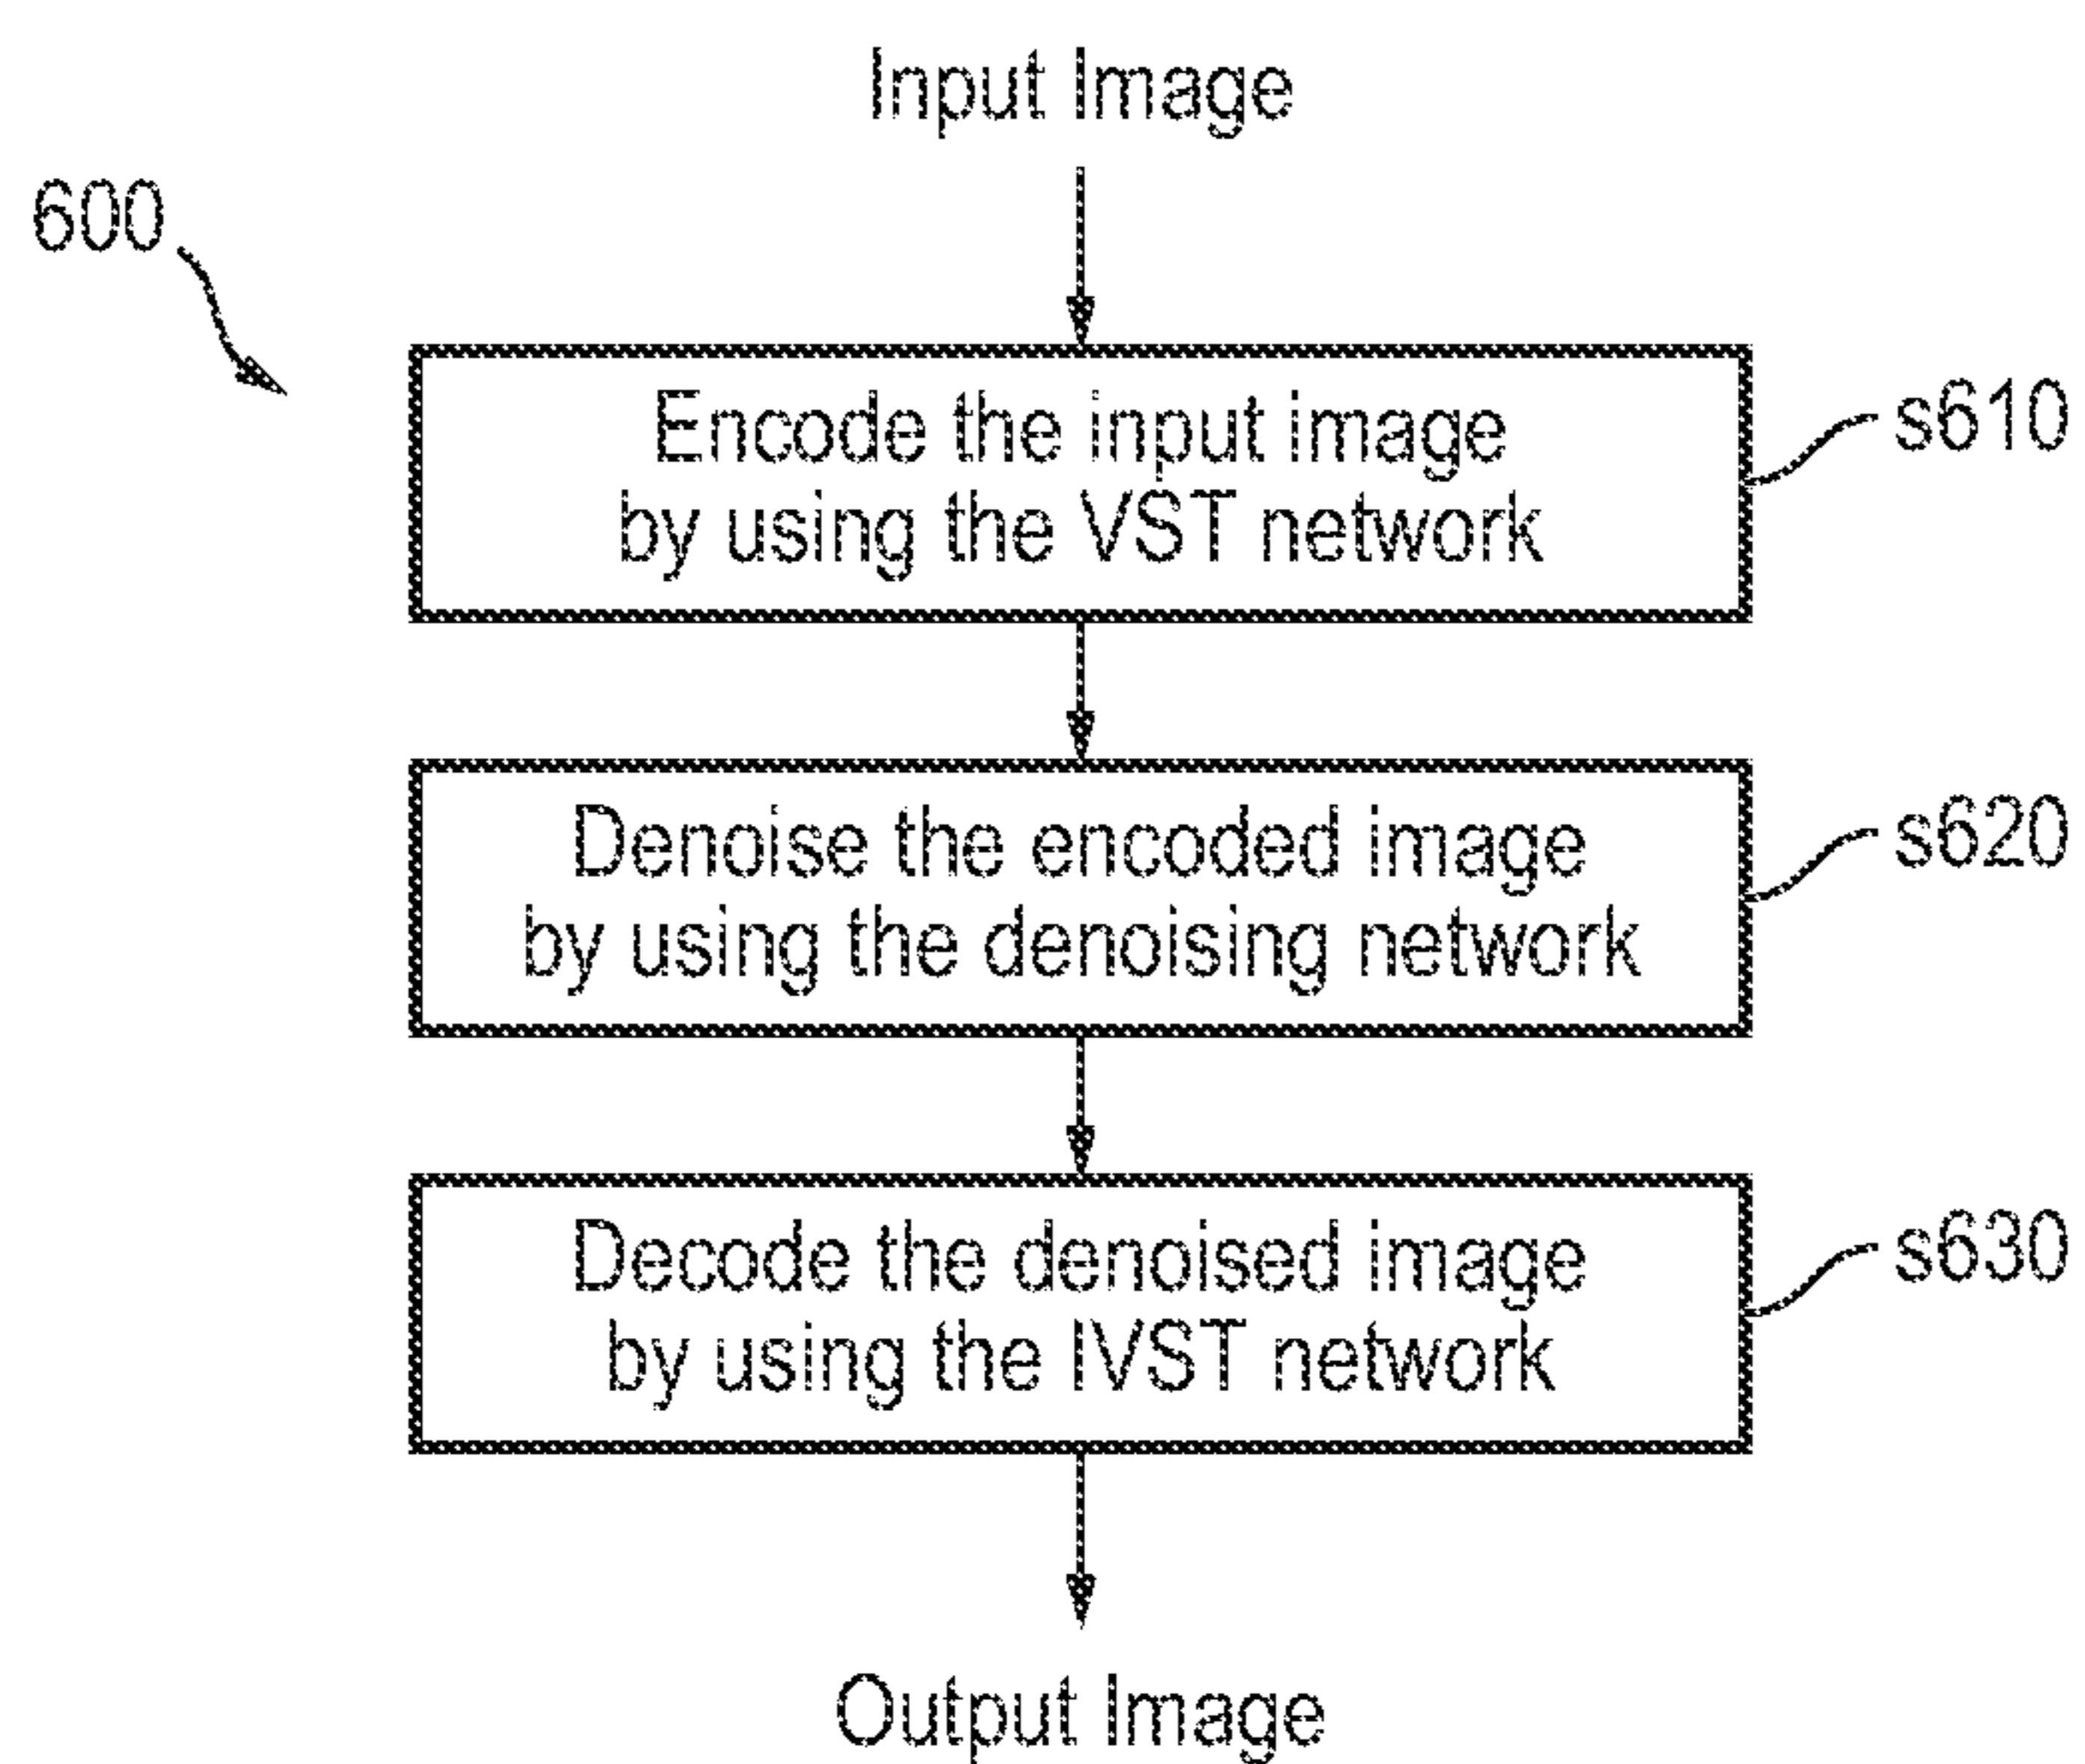 Input Image
600
Encode the input image
by using the VST network
s610
Denoise the encoded image
by using the denoising network
s620
Decode the denoised image
by using the IVST network
s630
Output Image